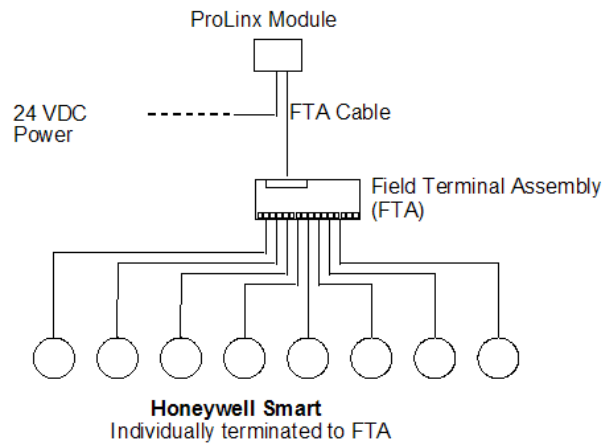 ProLinx Module
24 VDC
Power
FTA Cable
Field Terminal Assembly
(FTA)
Honeywell Smart
Individually terminated to FTA